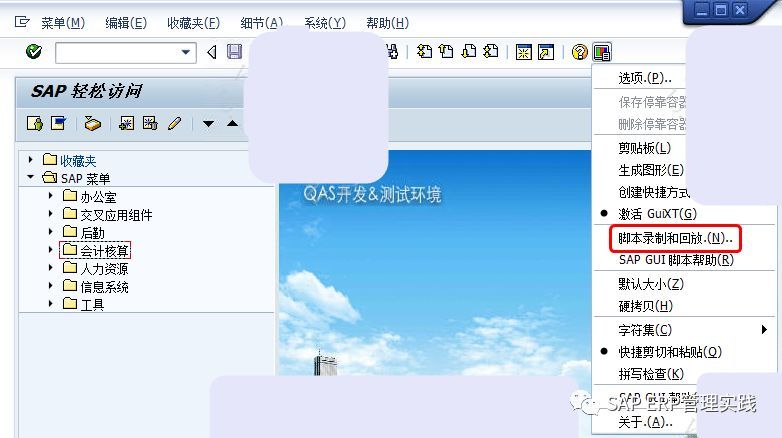 菜单(M) 编辑(E) 收藏夹(F) 细节(A) 系统(Y) 帮助(H)
SAP 轻松访问
收藏夹
SAP 菜单
办公室
交叉应用组件
后勤
会计核算
人力资源
信息系统
工具
QAS开发&测试环境
选项.(P)..
保存停靠容器
删除停靠容器
剪贴板(L)
生成图形(E)
创建快捷方式
激活 GuiXT(G)
脚本录制和回放.(N)..
SAP GUI 脚本帮助(R)
默认大小(Z)
硬拷贝(H)
字符集(C)
快捷剪切和粘贴(Q)
拼写检查(K)
SAP GUI 帮助
SAP ERP管理实践
关于.(A)..